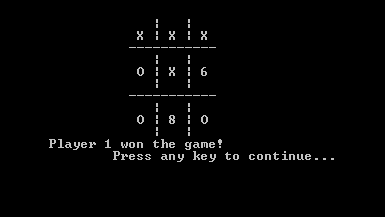 X ¦ X ¦ X
O ¦ X ¦ 6
O ¦ 8 ¦ O
Player 1 won the game!
Press any key to continue...